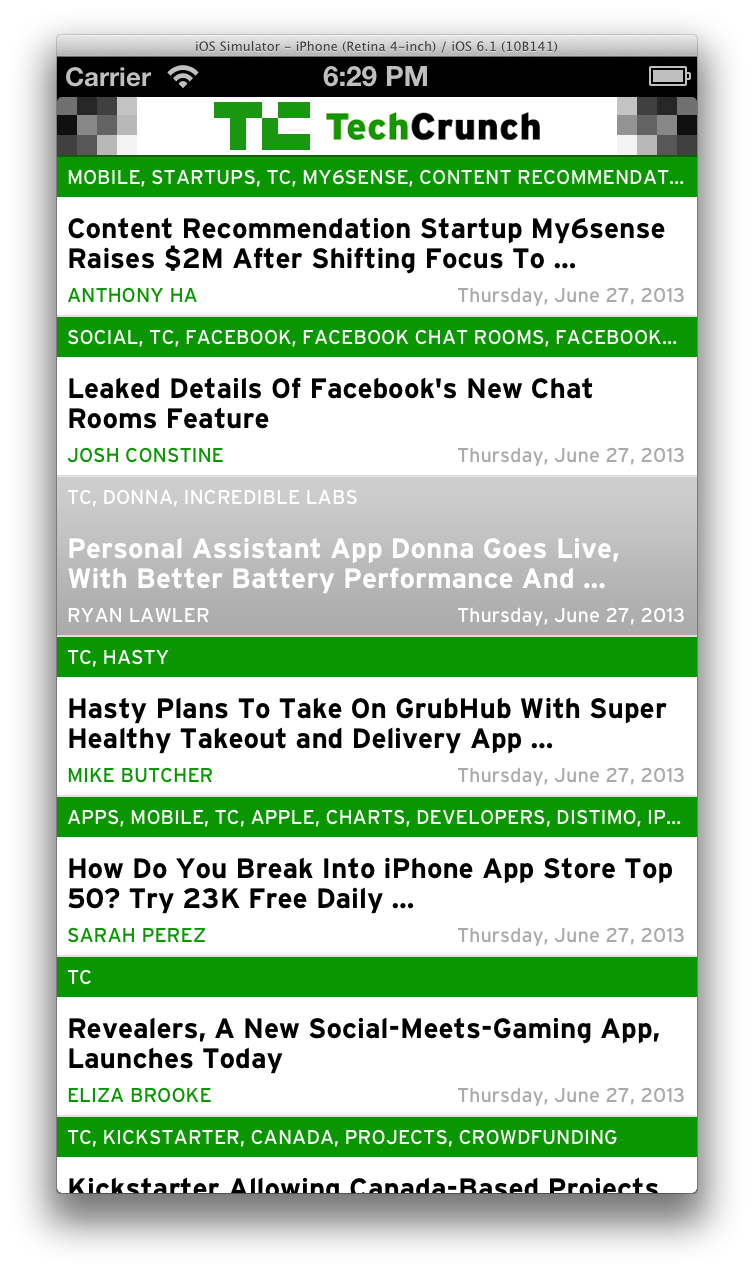 iOS Simulator – iPhone (Retina 4-inch) / iOS 6.1 (10B141)
Carrier 6:29 PM
TC TechCrunch
MOBILE, STARTUPS, TC, MY6SENSE, CONTENT RECOMMENDAT...
Content Recommendation Startup My6sense
Raises $2M After Shifting Focus To ...
ANTHONY HA Thursday, June 27, 2013
SOCIAL, TC, FACEBOOK, FACEBOOK CHAT ROOMS, FACEBOOK...
Leaked Details Of Facebook's New Chat
Rooms Feature
JOSH CONSTINE Thursday, June 27, 2013
TC, DONNA, INCREDIBLE LABS
Personal Assistant App Donna Goes Live,
With Better Battery Performance And ...
RYAN LAWLER Thursday, June 27, 2013
TC, HASTY
Hasty Plans To Take On GrubHub With Super
Healthy Takeout and Delivery App ...
MIKE BUTCHER Thursday, June 27, 2013
APPS, MOBILE, TC, APPLE, CHARTS, DEVELOPERS, DISTIMO, IP...
How Do You Break Into iPhone App Store Top
50? Try 23K Free Daily ...
SARAH PEREZ Thursday, June 27, 2013
TC
Revealers, A New Social-Meets-Gaming App,
Launches Today
ELIZA BROOKE Thursday, June 27, 2013
TC, KICKSTARTER, CANADA, PROJECTS, CROWDFUNDING
Kickstarter Allowing Canada-Based Projects